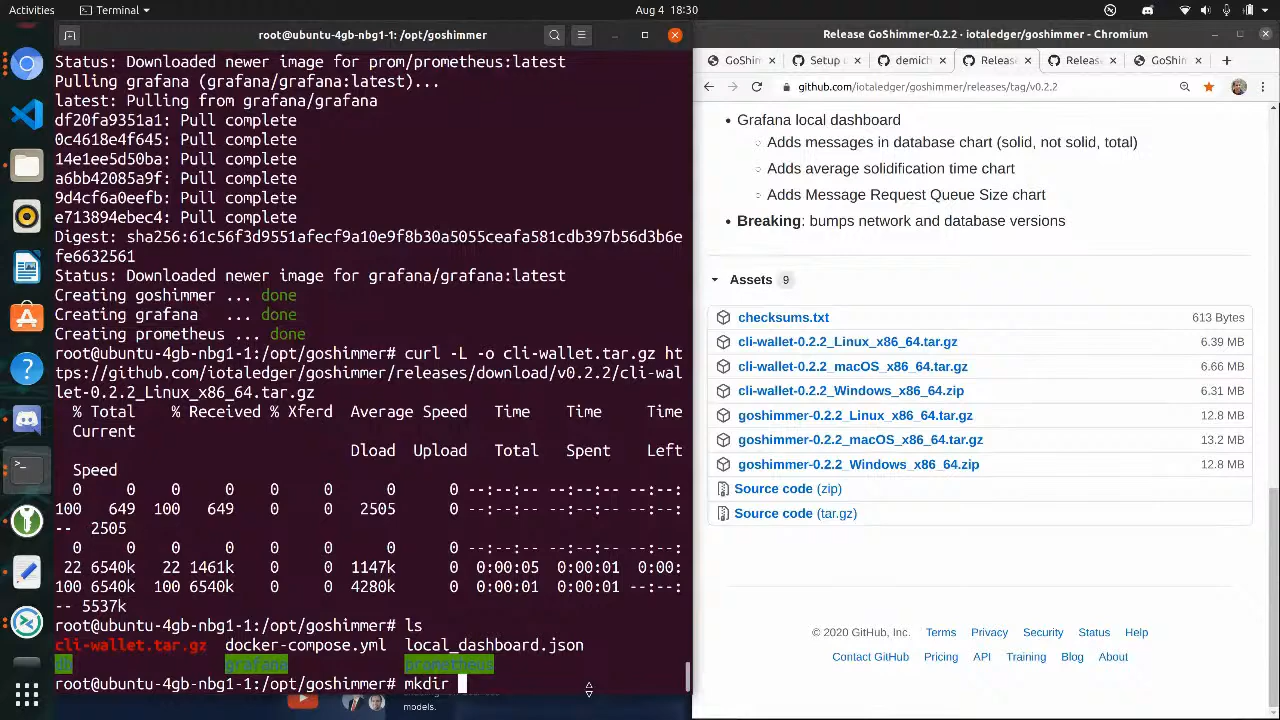 Activities
Terminal
Aug 4 18:30
root@ubuntu-4gb-nbg1-1: /opt/goshimmer
Status: Downloaded newer image for prom/prometheus:latest
Pulling grafana (grafana/grafana:latest)...
latest: Pulling from grafana/grafana
df20fa9351a1: Pull complete
0c4618e4f645: Pull complete
14e1ee5d50ba: Pull complete
a6bb42085a9f: Pull complete
9d4cf6a0eefb: Pull complete
e713894ebec4: Pull complete
Digest: sha256:61c56f3d9551afecf9a10e9f8b30a5055ceafa581cdb397b56d3b6e
fe6632561
Status: Downloaded newer image for grafana/grafana:latest
Creating goshimmer ... done
Creating grafana ... done
Creating prometheus ... done
root@ubuntu-4gb-nbg1-1:/opt/goshimmer# curl -L -o cli-wallet.tar.gz ht
tps://github.com/iotaledger/goshimmer/releases/download/v0.2.2/cli-wal
let-0.2.2_Linux_x86_64.tar.gz
% Total % Received % Xferd Average Speed Time Time Time
Current
Dload Upload Total Spent Left
Speed
0 0 0 0 0 0 0 0 --:--:-- --:--:-- --:--:
100 649 100 649 0 0 2505 0 --:--:-- --:--:-- --:--:
-- 2505
0 0 0 0 0 0 0 0 --:--:-- --:--:-- --:--:
22 6540k 22 1461k 0 0 1147k 0 0:00:05 0:00:01 0:00:
100 6540k 100 6540k 0 0 4280k 0 0:00:01 0:00:01 --:--:
-- 5537k
root@ubuntu-4gb-nbg1-1:/opt/goshimmer# ls
cli-wallet.tar.gz docker-compose.yml local_dashboard.json
db grafana prometheus
root@ubuntu-4gb-nbg1-1:/opt/goshimmer# mkdir
models.
Release GoShimmer-0.2.2 · iotaledger/goshimmer - Chromium
GoShim
Setup u
demich
Release
Release
GoShin
github.com/iotaledger/goshimmer/releases/tag/v0.2.2
Grafana local dashboard
Adds messages in database chart (solid, not solid, total)
Adds average solidification time chart
Adds Message Request Queue Size chart
Breaking: bumps network and database versions
Assets 9
checksums.txt 613 Bytes
cli-wallet-0.2.2_Linux_x86_64.tar.gz 6.39 MB
cli-wallet-0.2.2_macOS_x86_64.tar.gz 6.66 MB
cli-wallet-0.2.2_Windows_x86_64.zip 6.31 MB
goshimmer-0.2.2_Linux_x86_64.tar.gz 12.8 MB
goshimmer-0.2.2_macOS_x86_64.tar.gz 13.2 MB
goshimmer-0.2.2_Windows_x86_64.zip 12.8 MB
Source code (zip)
Source code (tar.gz)
© 2020 GitHub, Inc. Terms Privacy Security Status Help
Contact GitHub Pricing API Training Blog About